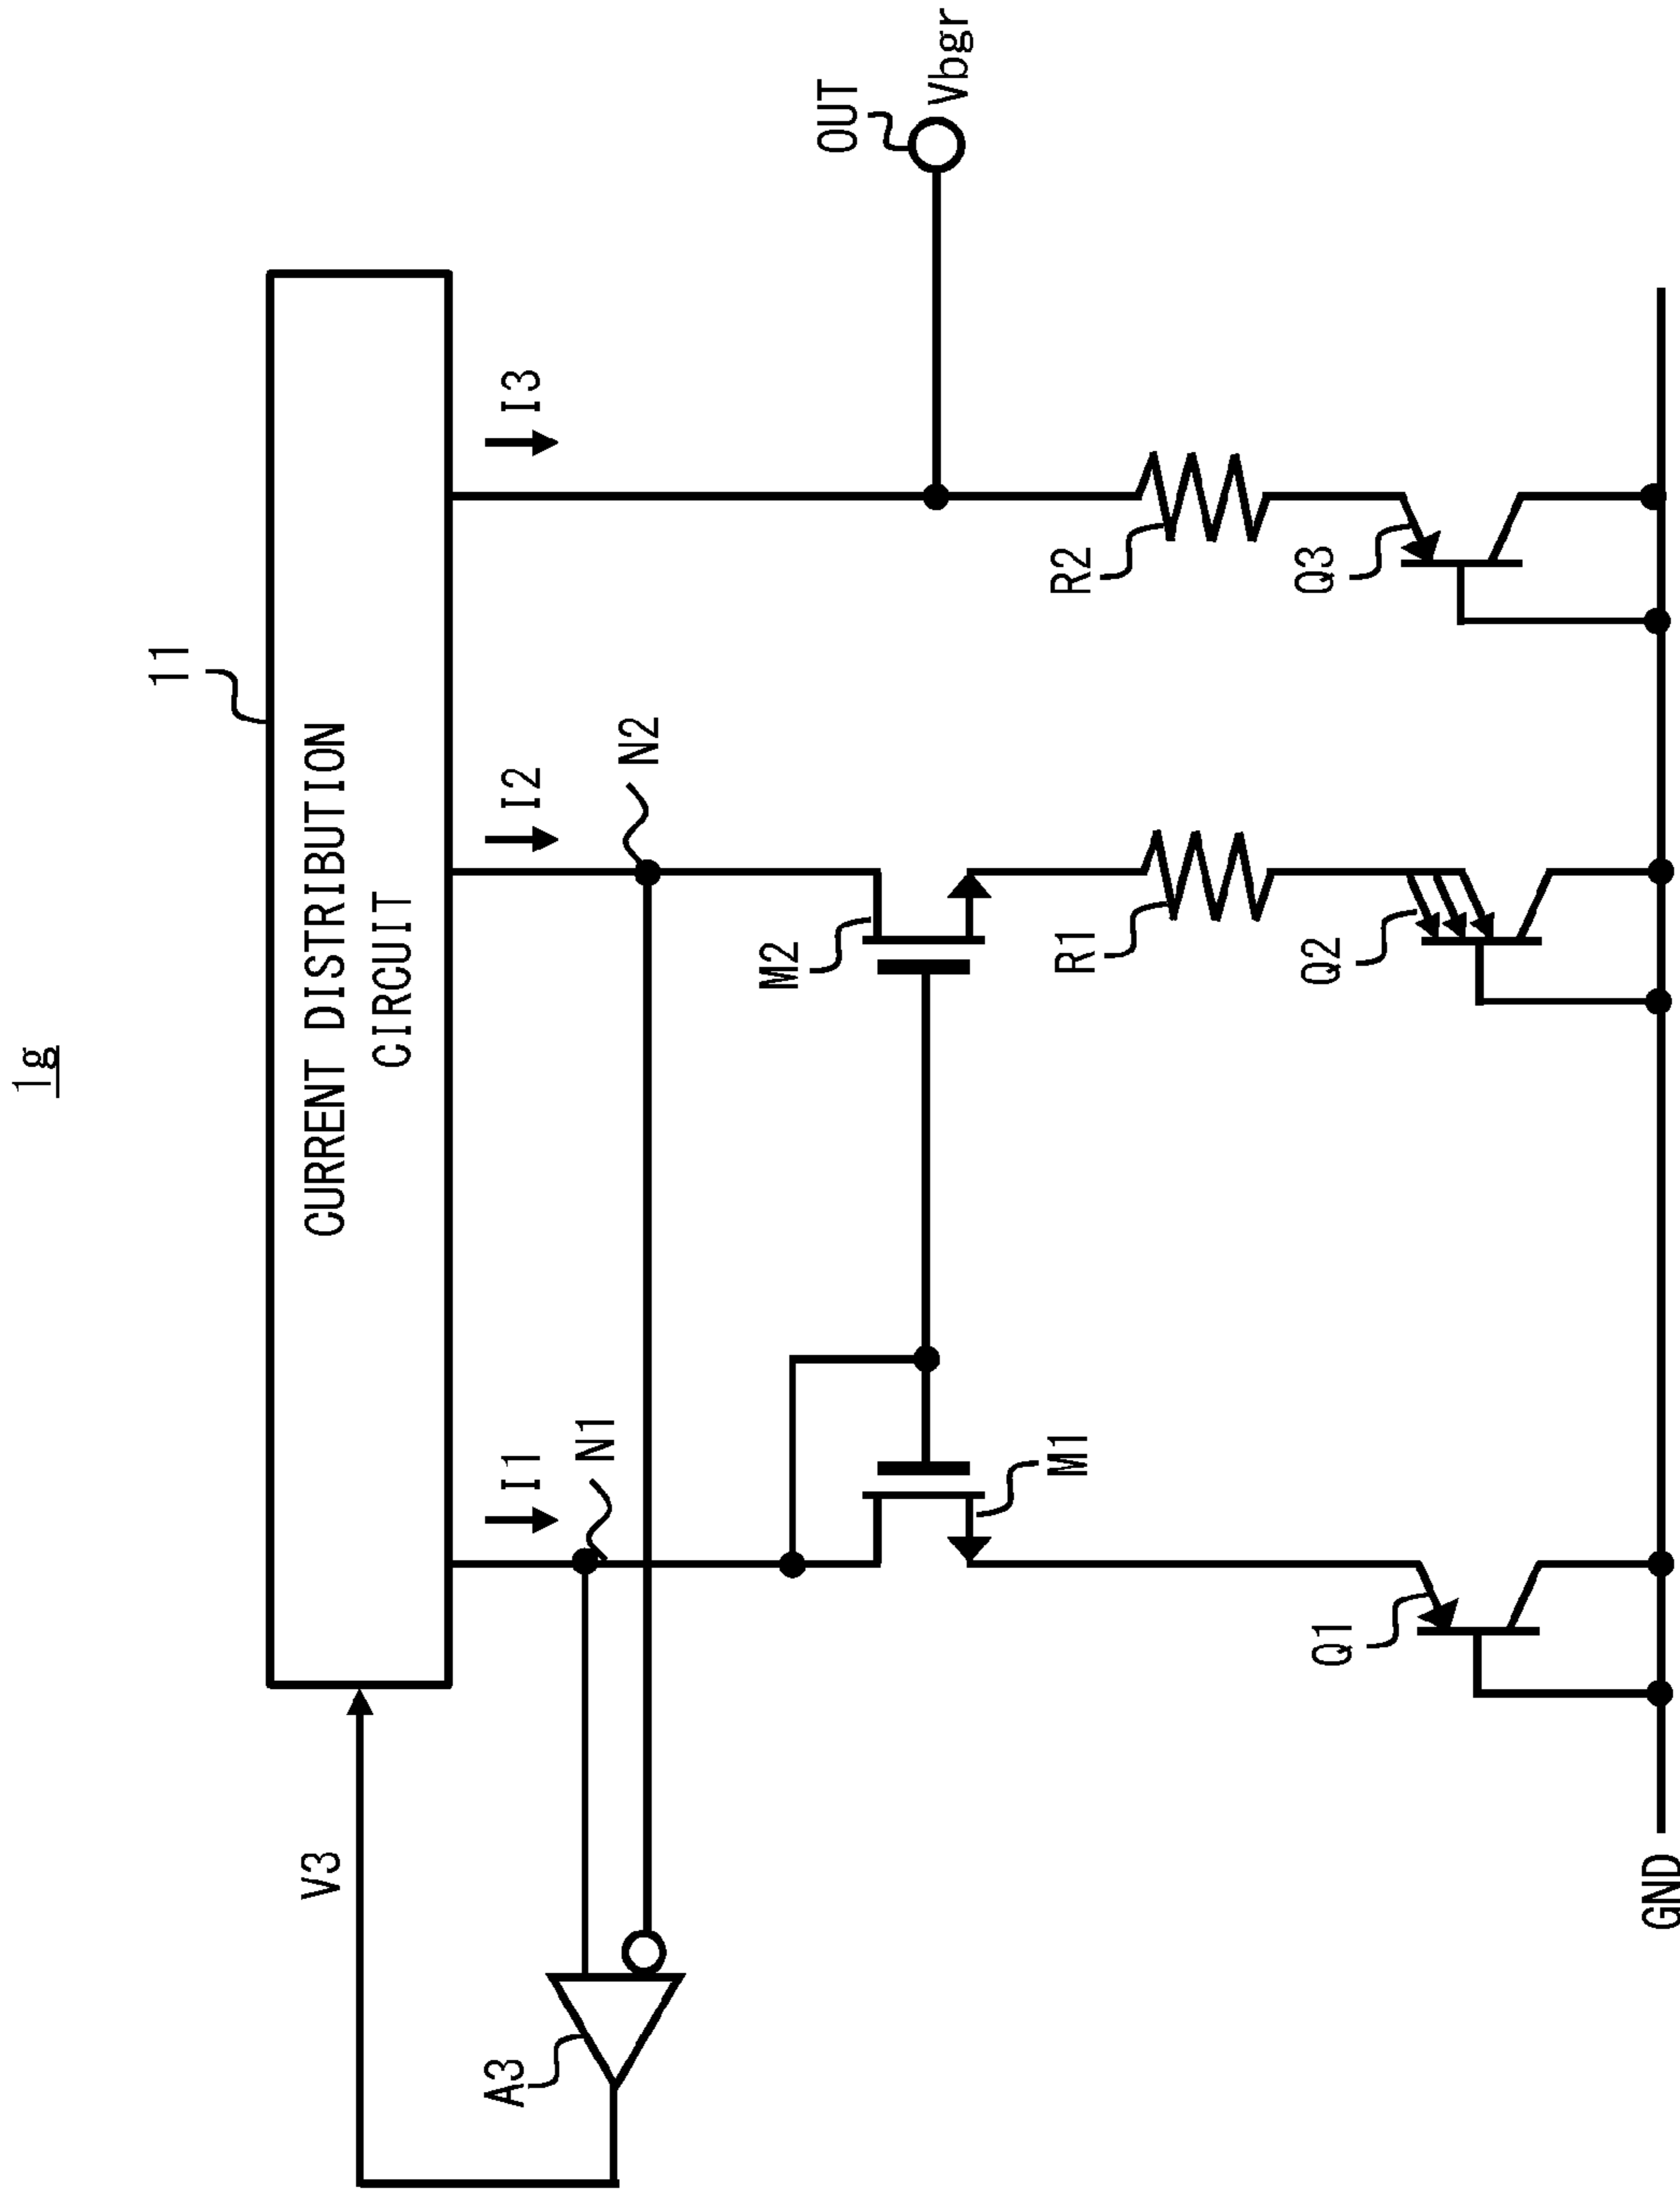 1g
11
CURRENT DISTRIBUTION
CIRCUIT
V3
I1
I2
I3
N1
N2
A3
M2
OUT
Vbgr
M1
R1
R2
Q1
Q2
Q3
GND